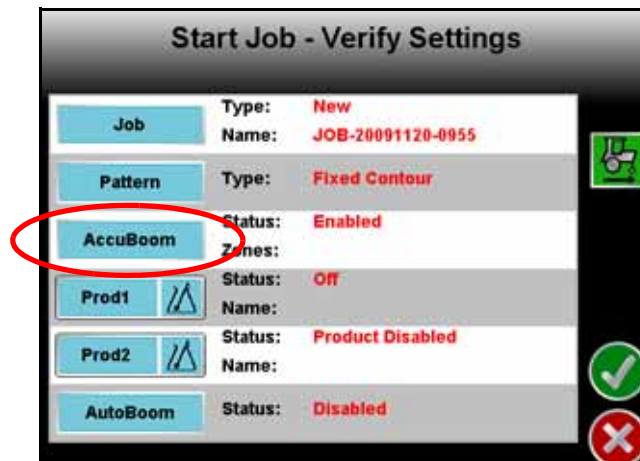 Start Job - Verify Settings
Job
Type: New
Name: JOB-20091120-0955
Pattern
Type: Fixed Contour
AccuBoom
Status: Enabled
Zones:
Prod1
Status: Off
Name:
Prod2
Status: Product Disabled
Name:
AutoBoom
Status: Disabled